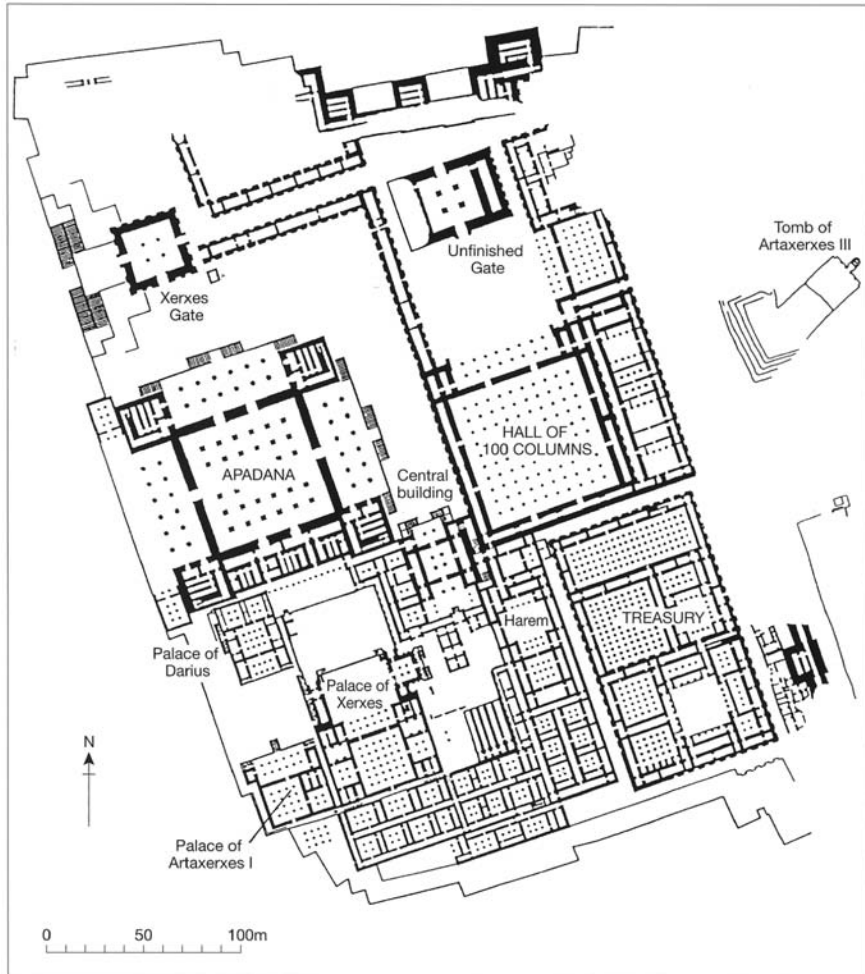 Tomb of
Artaxerxes III
Unfinished
Gate
Xerxes
Gate
HALL OF
100 COLUMNS
APADANA
Central
building
Harem
TREASURY
Palace of
Darius
Palace of
Xerxes
N
Palace of
Artaxerxes I
0 50 100m